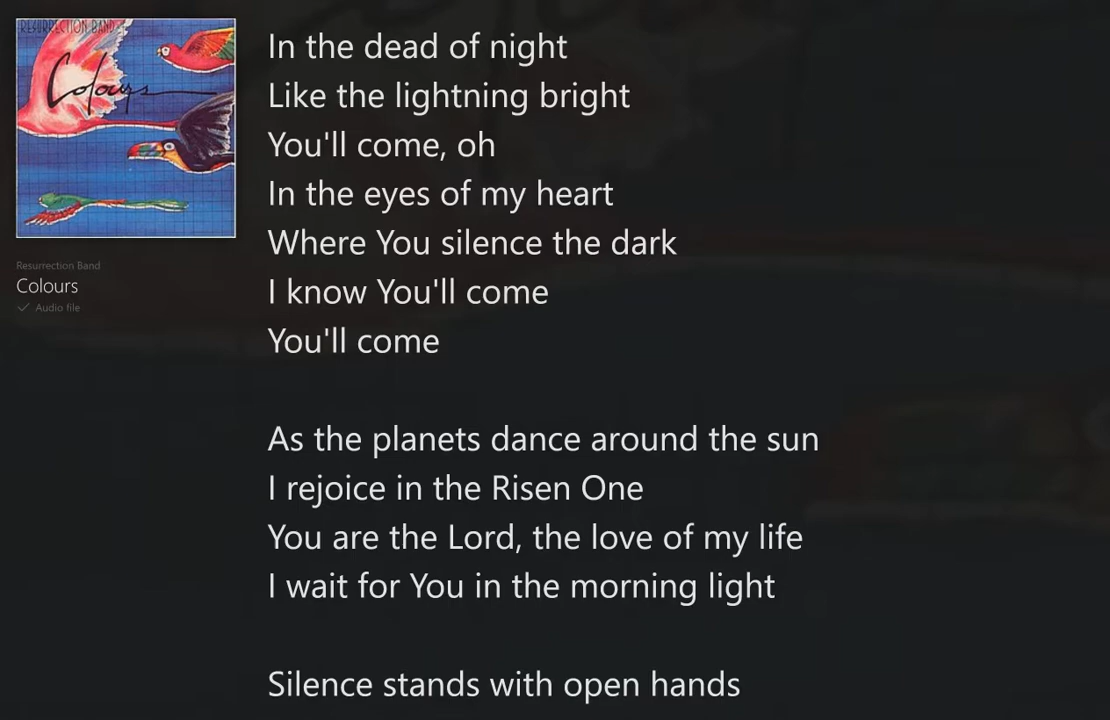 RESURRECTION BAND
Colours
Resurrection Band
Colours
Audio file
In the dead of night
Like the lightning bright
You'll come, oh
In the eyes of my heart
Where You silence the dark
I know You'll come
You'll come
As the planets dance around the sun
I rejoice in the Risen One
You are the Lord, the love of my life
I wait for You in the morning light
Silence stands with open hands